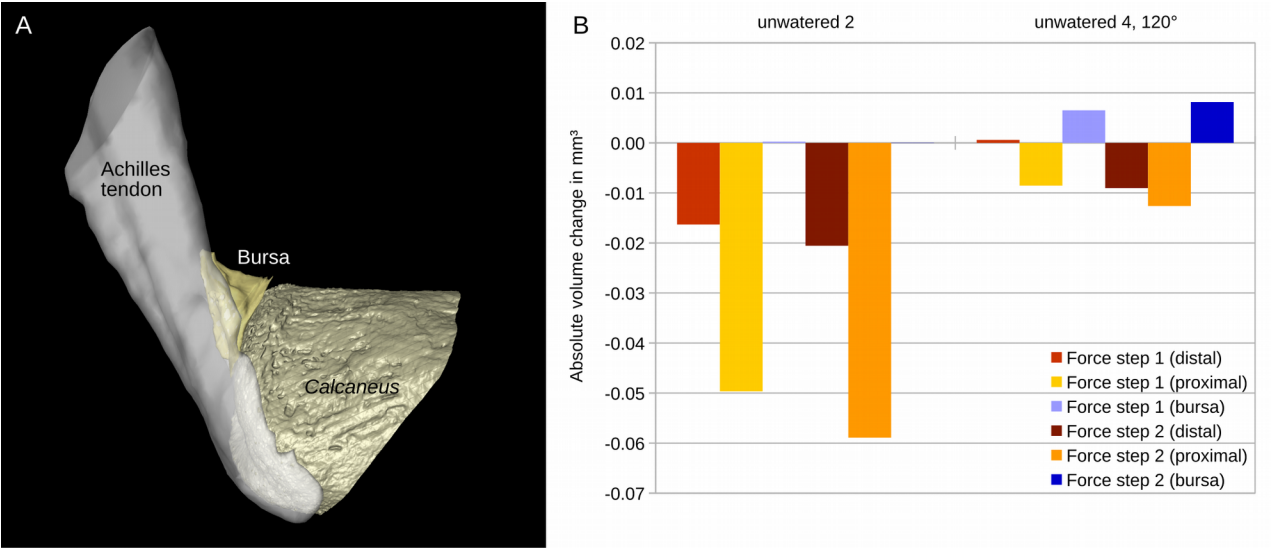 A
Achilles
tendon
Bursa
Calcaneus
B
unwatered 2
unwatered 4, 120°
Absolute volume change in mm³
0.02
0.01
0.00
-0.01
-0.02
-0.03
-0.04
-0.05
-0.06
-0.07
Force step 1 (distal)
Force step 1 (proximal)
Force step 1 (bursa)
Force step 2 (distal)
Force step 2 (proximal)
Force step 2 (bursa)